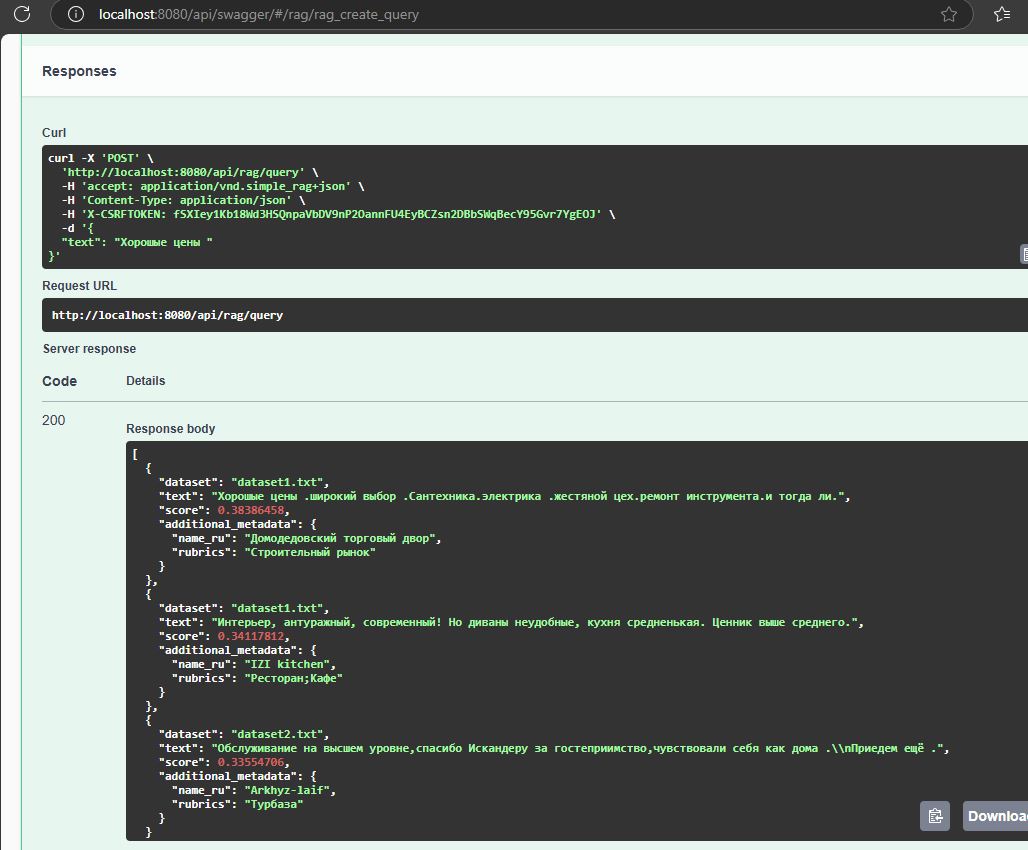 localhost:8080/api/swagger/#/rag/rag_create_query
Responses
Curl
curl -X 'POST' \
'http://localhost:8080/api/rag/query' \
-H 'accept: application/vnd.simple_rag+json' \
-H 'Content-Type: application/json' \
-H 'X-CSRFTOKEN: fSXIey1Kb18Wd3HSQnpaVbDV9nP2OannFU4EyBCZsn2DBbSWqBecY95Gvr7YgEOJ' \
-d '{
"text": "Хорошые цены "
}'
Request URL
http://localhost:8080/api/rag/query
Server response
Code Details
200
Response body
[
{
"dataset": "dataset1.txt",
"text": "Хорошые цены .широкий выбор .Сантехника.электрика .жестяной цех.ремонт инструмента.и тогда ли.",
"score": 0.38386458,
"additional_metadata": {
"name_ru": "Домодедовский торговый двор",
"rubrics": "Строительный рынок"
}
},
{
"dataset": "dataset1.txt",
"text": "Интерьер, антуражный, современный! Но диваны неудобные, кухня средненькая. Ценник выше среднего.",
"score": 0.34117812,
"additional_metadata": {
"name_ru": "IZI kitchen",
"rubrics": "Ресторан;Кафе"
}
},
{
"dataset": "dataset2.txt",
"text": "Обслуживание на высшем уровне,спасибо Искандеру за гостеприимство,чувствовали себя как дома .\\nПриедем ещё .",
"score": 0.33554706,
"additional_metadata": {
"name_ru": "Arkhyz-laif",
"rubrics": "Турбаза"
}
}
Downloa